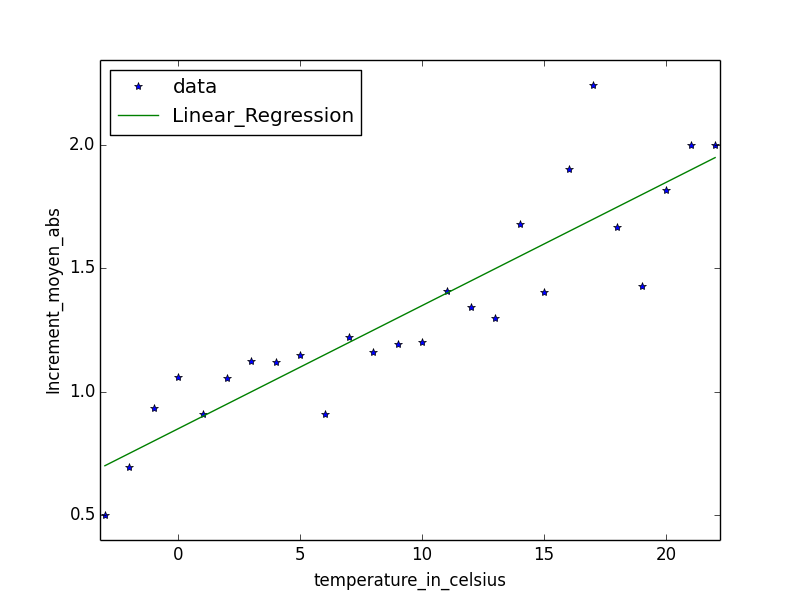 data
Linear_Regression
2.0
1.5
1.0
0.5
Increment_moyen_abs
0
5
10
15
20
temperature_in_celsius